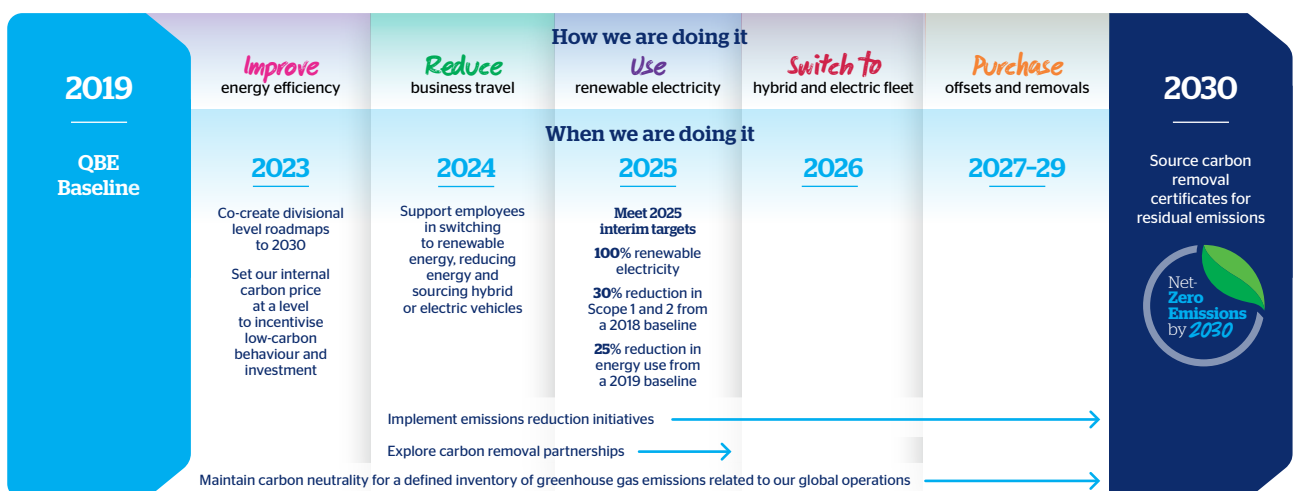 2019
QBE
Baseline
How we are doing it
Improve
energy efficiency
Reduce
business travel
Use
renewable electricity
Switch to
hybrid and electric fleet
Purchase
offsets and removals
When we are doing it
2023
Co-create divisional
level roadmaps
to 2030
Set our internal
carbon price
at a level
to incentivise
low-carbon
behaviour and
investment
2024
Support employees
in switching
to renewable
energy, reducing
energy and
sourcing hybrid
or electric vehicles
2025
Meet 2025
interim targets
100% renewable
electricity
30% reduction in
Scope 1 and 2 from
a 2018 baseline
25% reduction in
energy use from
a 2019 baseline
2026
2027–29
Implement emissions reduction initiatives
Explore carbon removal partnerships
Maintain carbon neutrality for a defined inventory of greenhouse gas emissions related to our global operations
2030
Source carbon
removal
certificates for
residual emissions
Net-
Zero
Emissions
by 2030